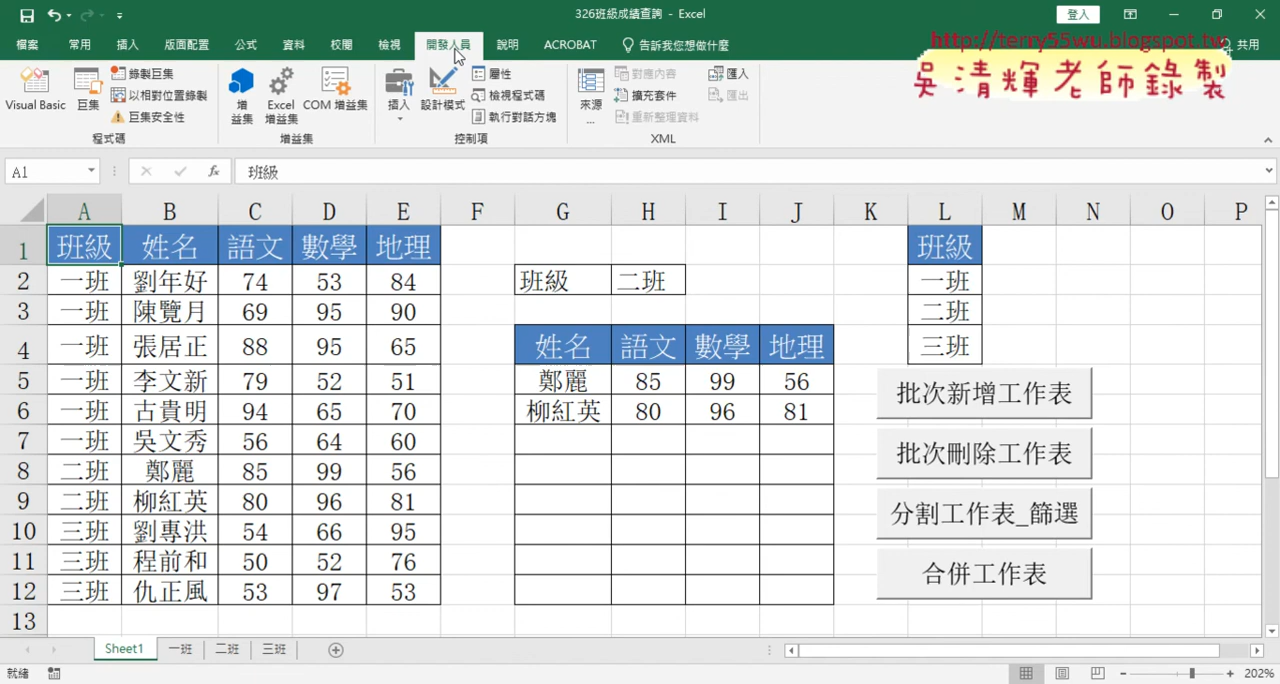 326班級成績查詢 - Excel
登入
檔案 常用 插入 版面配置 公式 資料 校閱 檢視 開發人員 說明 ACROBAT 告訴我您想做什麼 共用
http://terry55wu.blogspot.tw
吳清輝老師錄製
Visual Basic 巨集 錄製巨集 以相對位置錄製 巨集安全性
程式碼
增益集 Excel 增益集 COM 增益集
增益集
插入 設計模式 屬性 檢視程式碼 執行對話方塊
控制項
來源... 對應內容 擴充套件 重新整理資料 匯入 匯出
XML
A1 fx 班級
A B C D E F G H I J K L M N O P
1 班級 姓名 語文 數學 地理 班級
2 一班 劉年好 74 53 84 班級 二班 一班
3 一班 陳覽月 69 95 90 二班
4 一班 張居正 88 95 65 姓名 語文 數學 地理 三班
5 一班 李文新 79 52 51 鄭麗 85 99 56 批次新增工作表
6 一班 古貴明 94 65 70 柳紅英 80 96 81
7 一班 吳文秀 56 64 60 批次刪除工作表
8 二班 鄭麗 85 99 56
9 二班 柳紅英 80 96 81 分割工作表_篩選
10 三班 劉專洪 54 66 95
11 三班 程前和 50 52 76 合併工作表
12 三班 仇正風 53 97 53
13
Sheet1 一班 二班 三班
就緒 202%